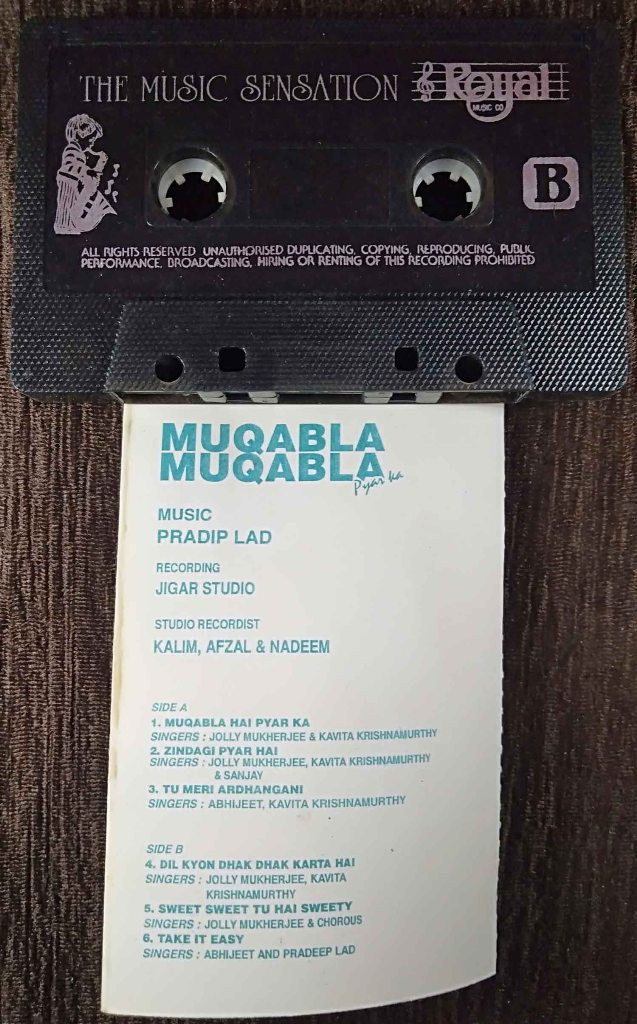 THE MUSIC SENSATION Royal
MUSIC CO
B
ALL RIGHTS RESERVED UNAUTHORISED DUPLICATING, COPYING, REPRODUCING, PUBLIC
PERFORMANCE, BROADCASTING, HIRING OR RENTING OF THIS RECORDING PROHIBITED
MUQABLA
MUQABLA
Pyar ka
MUSIC
PRADIP LAD
RECORDING
JIGAR STUDIO
STUDIO RECORDIST
KALIM, AFZAL & NADEEM
SIDE A
1. MUQABLA HAI PYAR KA
SINGERS : JOLLY MUKHERJEE & KAVITA KRISHNAMURTHY
2. ZINDAGI PYAR HAI
SINGERS : JOLLY MUKHERJEE, KAVITA KRISHNAMURTHY
& SANJAY
3. TU MERI ARDHANGANI
SINGERS : ABHIJEET, KAVITA KRISHNAMURTHY
SIDE B
4. DIL KYON DHAK DHAK KARTA HAI
SINGERS : JOLLY MUKHERJEE, KAVITA
KRISHNAMURTHY
5. SWEET SWEET TU HAI SWEETY
SINGERS : JOLLY MUKHERJEE & CHOROUS
6. TAKE IT EASY
SINGERS : ABHIJEET AND PRADEEP LAD